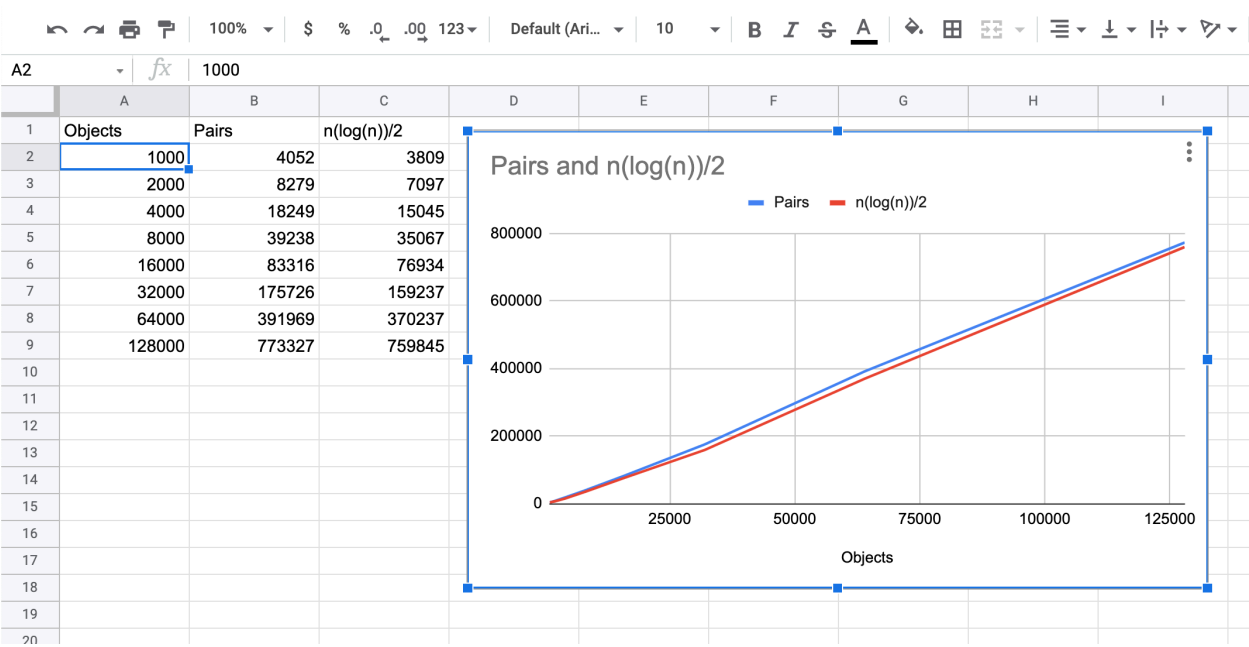 100% $ % .0 .00 123 Default (Ari... 10 B I S A
A2 fx 1000
A B C D E F G H I
1 Objects Pairs n(log(n))/2
2 1000 4052 3809
3 2000 8279 7097
4 4000 18249 15045
5 8000 39238 35067
6 16000 83316 76934
7 32000 175726 159237
8 64000 391969 370237
9 128000 773327 759845
10
11
12
13
14
15
16
17
18
19
20
Pairs and n(log(n))/2
Pairs n(log(n))/2
800000
600000
400000
200000
0
25000 50000 75000 100000 125000
Objects